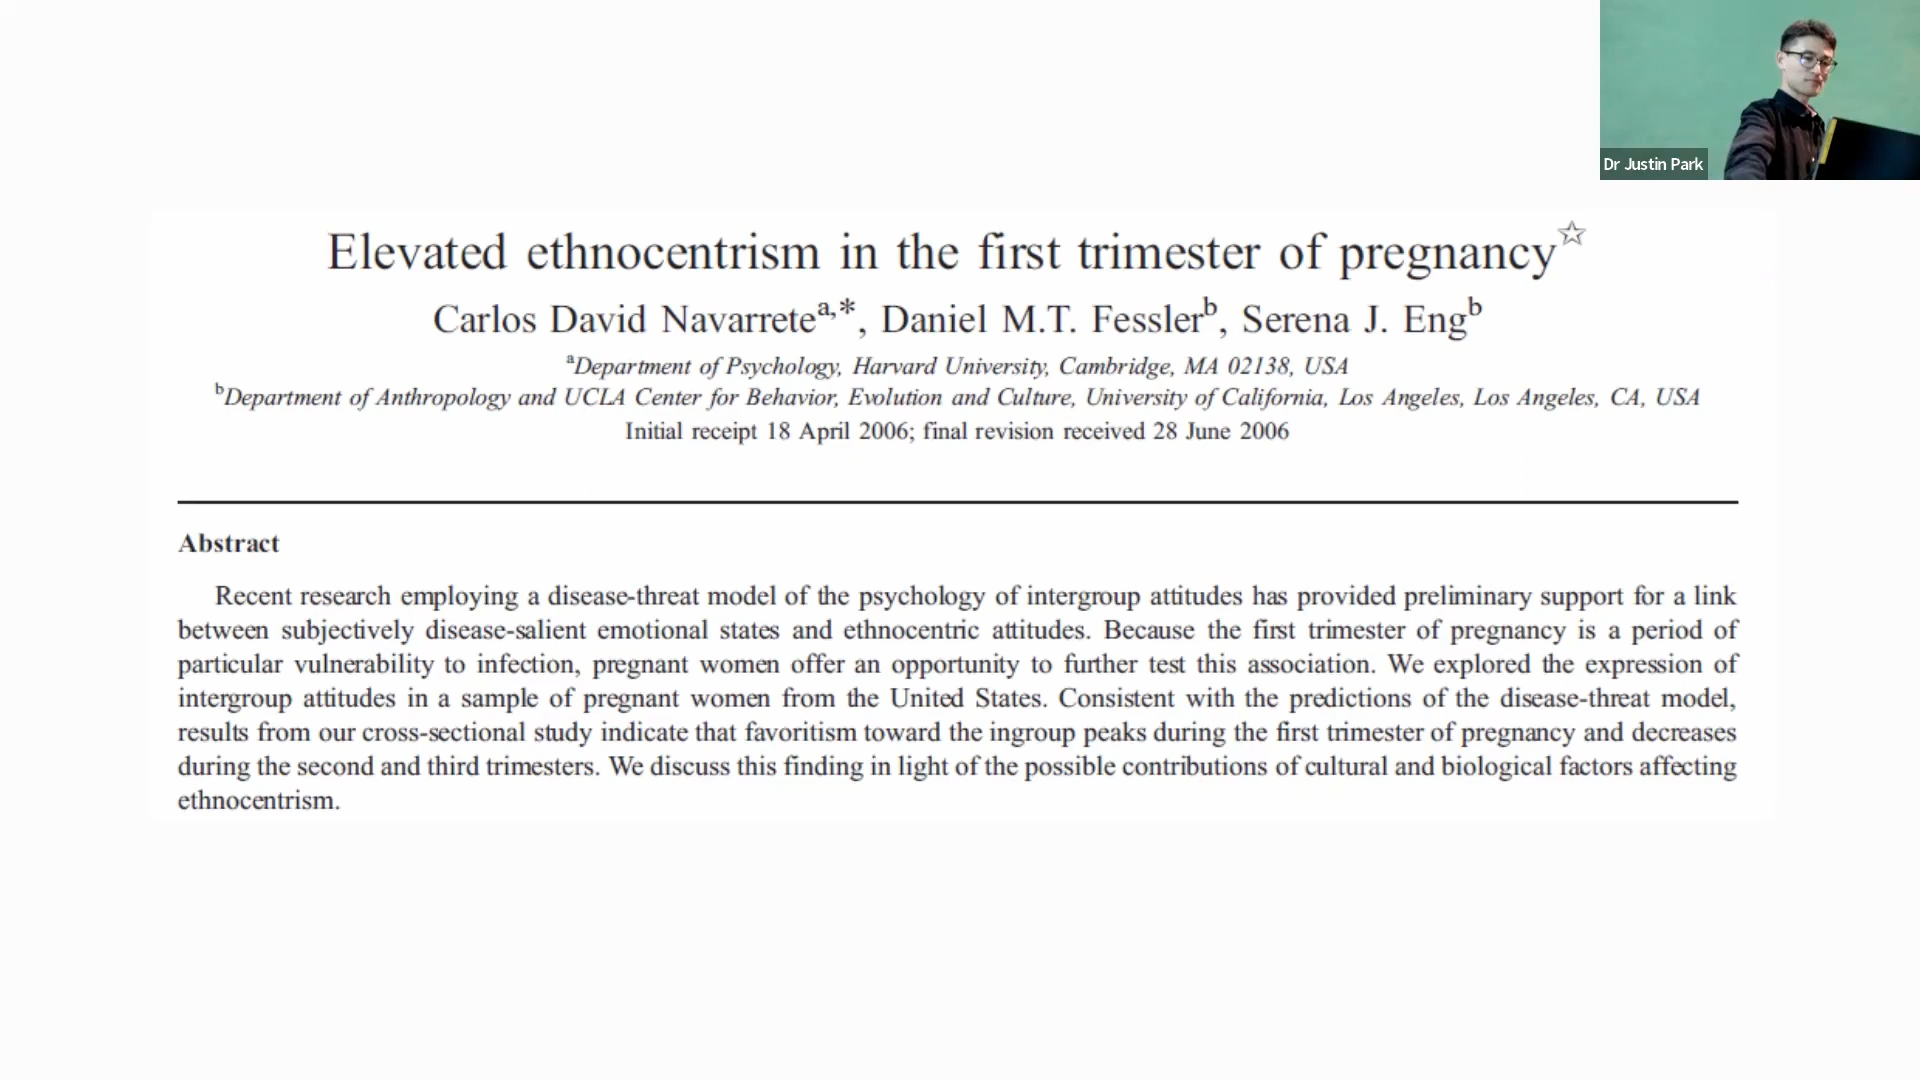 Dr Justin Park
Elevated ethnocentrism in the first trimester of pregnancy☆
Carlos David Navarreteᵃ,*, Daniel M.T. Fesslerᵇ, Serena J. Engᵇ
ᵃDepartment of Psychology, Harvard University, Cambridge, MA 02138, USA
ᵇDepartment of Anthropology and UCLA Center for Behavior, Evolution and Culture, University of California, Los Angeles, Los Angeles, CA, USA
Initial receipt 18 April 2006; final revision received 28 June 2006
Abstract
Recent research employing a disease-threat model of the psychology of intergroup attitudes has provided preliminary support for a link
between subjectively disease-salient emotional states and ethnocentric attitudes. Because the first trimester of pregnancy is a period of
particular vulnerability to infection, pregnant women offer an opportunity to further test this association. We explored the expression of
intergroup attitudes in a sample of pregnant women from the United States. Consistent with the predictions of the disease-threat model,
results from our cross-sectional study indicate that favoritism toward the ingroup peaks during the first trimester of pregnancy and decreases
during the second and third trimesters. We discuss this finding in light of the possible contributions of cultural and biological factors affecting
ethnocentrism.